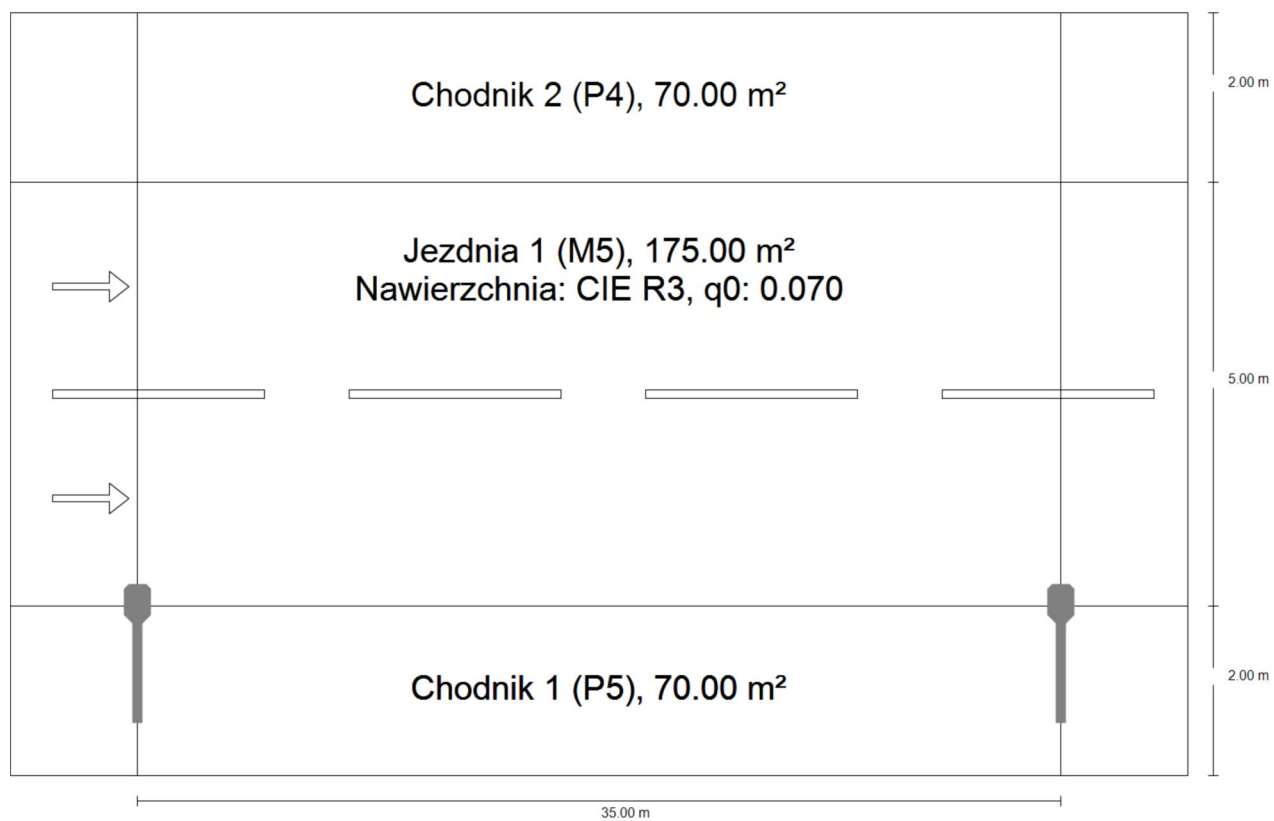 Chodnik 2 (P4), 70.00 m²
2.00 m
Jezdnia 1 (M5), 175.00 m²
Nawierzchnia: CIE R3, q0: 0.070
5.00 m
Chodnik 1 (P5), 70.00 m²
2.00 m
35.00 m